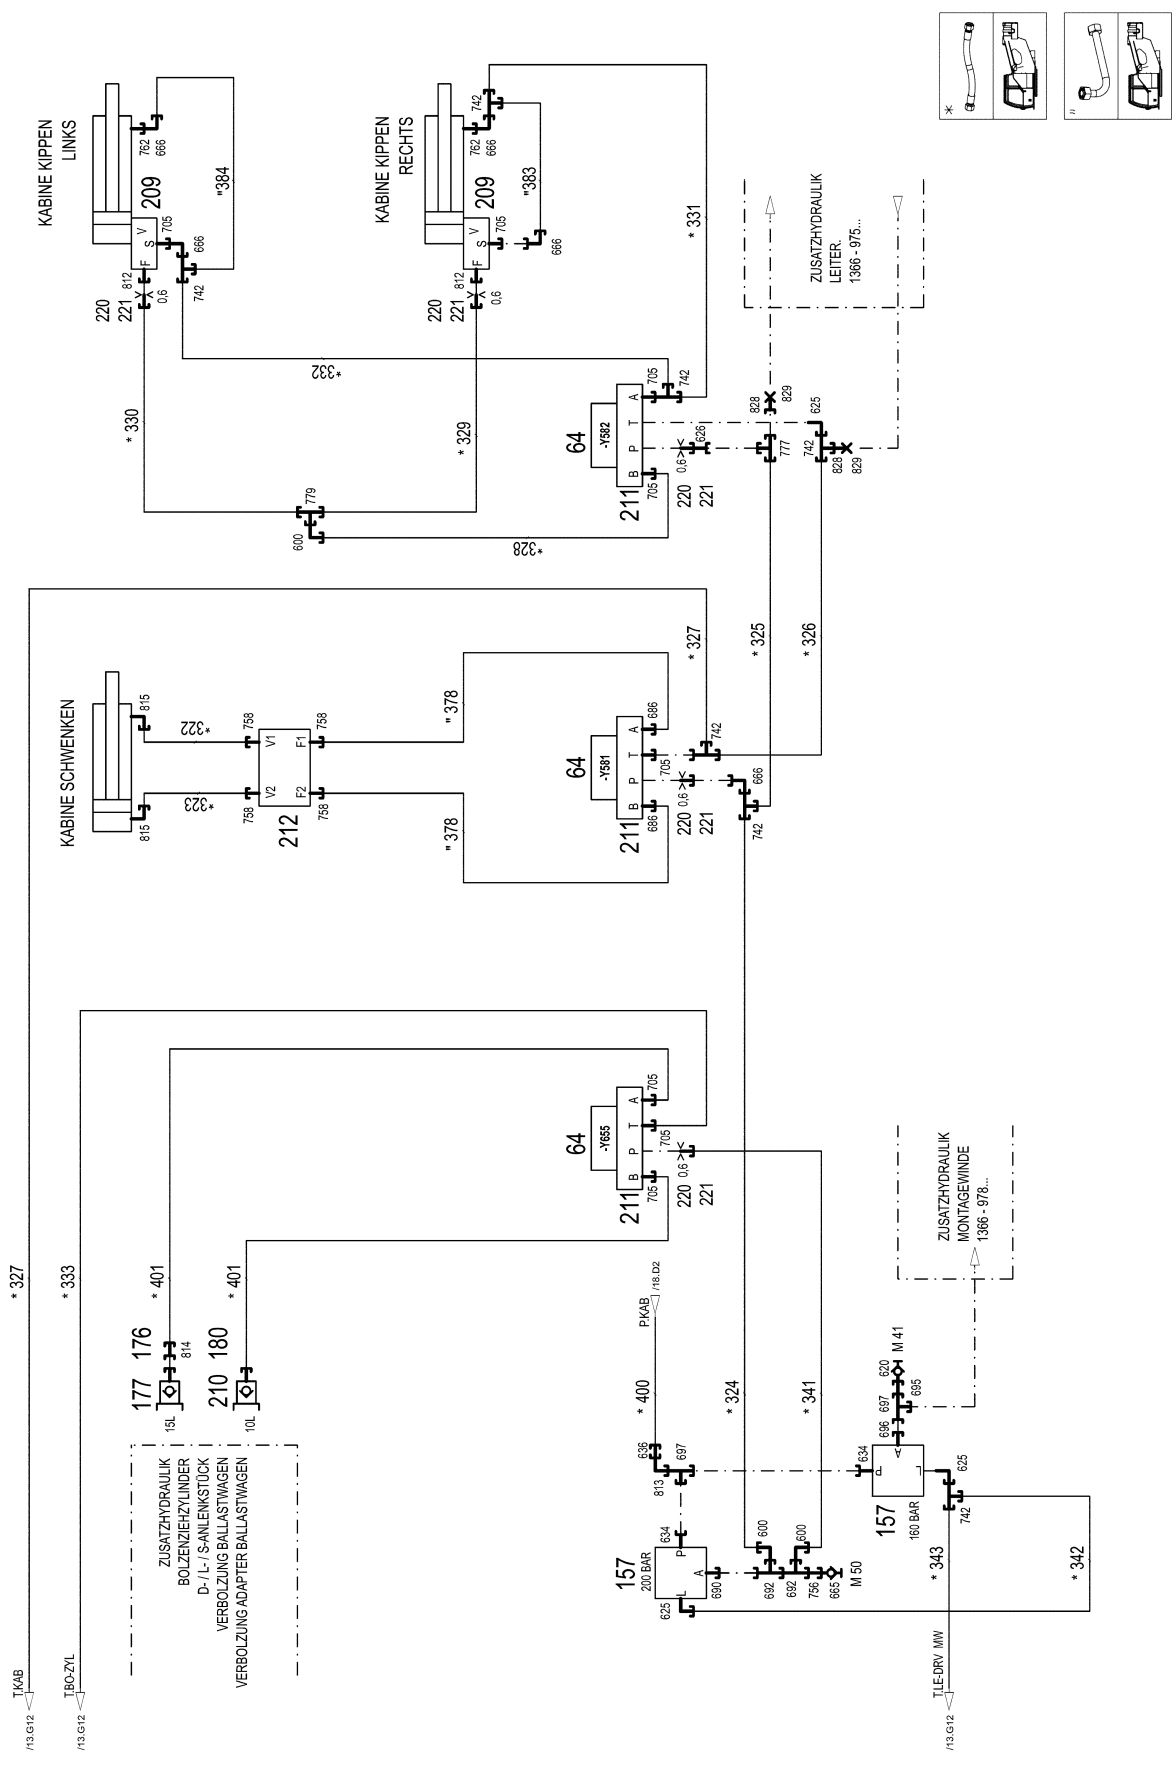 KABINE KIPPEN
LINKS
762
666
"384
209
V
S
F
705
666
742
812
0,6
220
221
* 330
*332
KABINE KIPPEN
RECHTS
742
762
666
"383
209
V
S
F
705
666
812
0,6
220
221
* 329
* 331
779
600
*328
64
-Y582
211
A
T
P
B
705
742
705
0,6
220
221
626
828
829
777
742
625
828
829
ZUSATZHYDRAULIK
LEITER.
1366 - 975...
*
"
KABINE SCHWENKEN
815
815
*322
*323
758
758
V1
V2
F1
F2
758
758
212
" 378
" 378
64
-Y581
211
A
T
P
B
686
705
686
0,6
220
221
742
666
742
* 327
* 325
* 326
64
-Y655
211
A
T
P
B
705
705
705
0,6
220
221
* 327
* 333
* 401
* 401
177
176
814
15L
210
180
10L
ZUSATZHYDRAULIK
BOLZENZIEHZYLINDER
D- / L- / S-ANLENKSTÜCK
VERBOLZUNG BALLASTWAGEN
VERBOLZUNG ADAPTER BALLASTWAGEN
T.KAB
/13.G12
T.BO-ZYL
/13.G12
P.KAB
/18.D2
* 400
* 324
* 341
636
697
813
634
157
200 BAR
P
A
L
625
690
600
600
692
692
756
665
M 50
634
P
A
L
157
160 BAR
696
697
620
695
M 41
625
742
* 343
* 342
T.LE-DRV MW
/13.G12
ZUSATZHYDRAULIK
MONTAGEWINDE
1366 - 978...